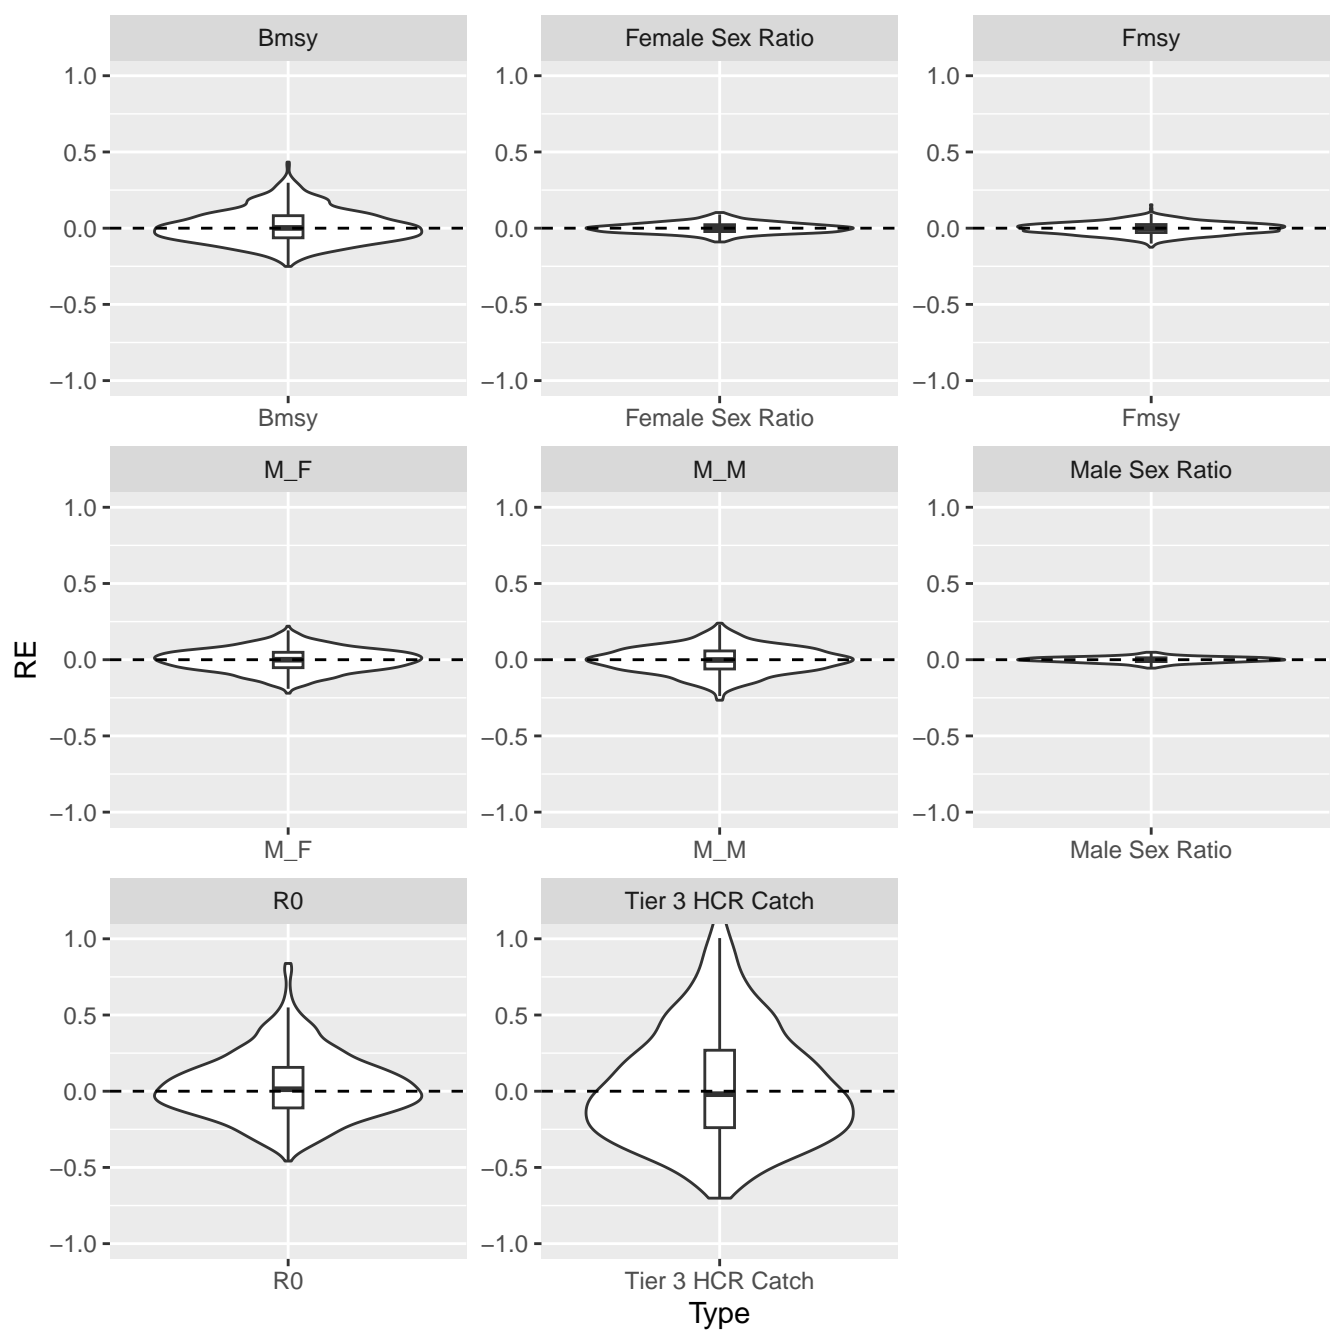 Bmsy Female Sex Ratio Fmsy
1.0 1.0 1.0
0.5 0.5 0.5
0.0 0.0 0.0
−0.5 −0.5 −0.5
−1.0 −1.0 −1.0
Bmsy Female Sex Ratio Fmsy
M_F M_M Male Sex Ratio
1.0 1.0 1.0
0.5 0.5 0.5
RE
0.0 0.0 0.0
−0.5 −0.5 −0.5
−1.0 −1.0 −1.0
M_F M_M Male Sex Ratio
R0 Tier 3 HCR Catch
1.0 1.0
0.5 0.5
0.0 0.0
−0.5 −0.5
−1.0 −1.0
R0 Tier 3 HCR Catch
Type